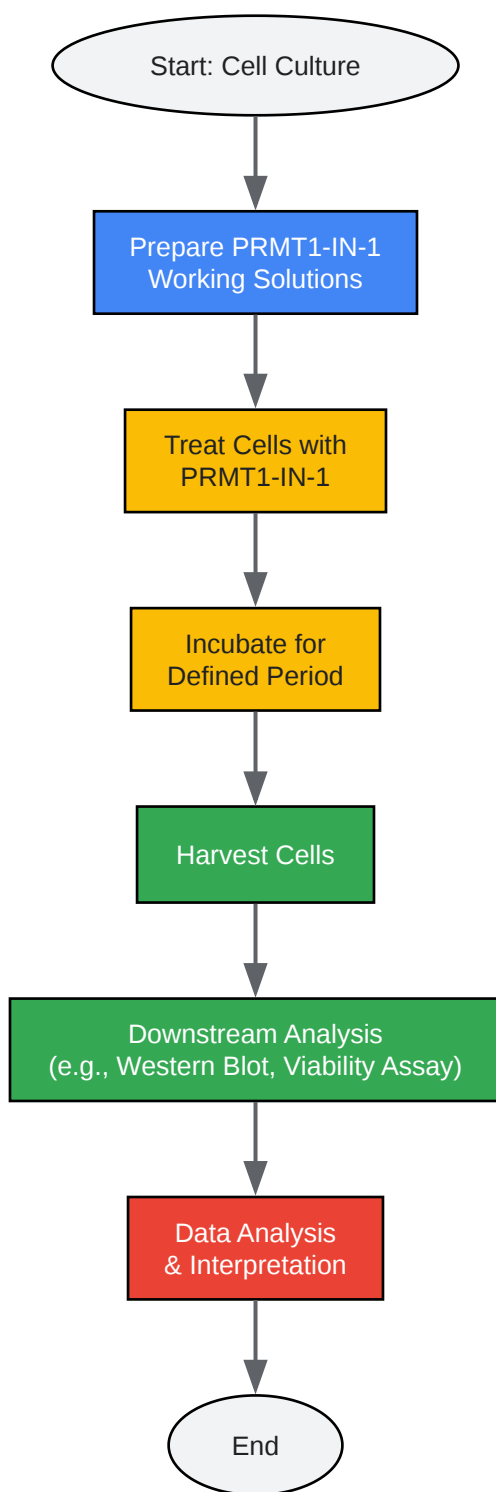 Start: Cell Culture
Prepare PRMT1-IN-1
Working Solutions
Treat Cells with
PRMT1-IN-1
Incubate for
Defined Period
Harvest Cells
Downstream Analysis
(e.g., Western Blot, Viability Assay)
Data Analysis
& Interpretation
End